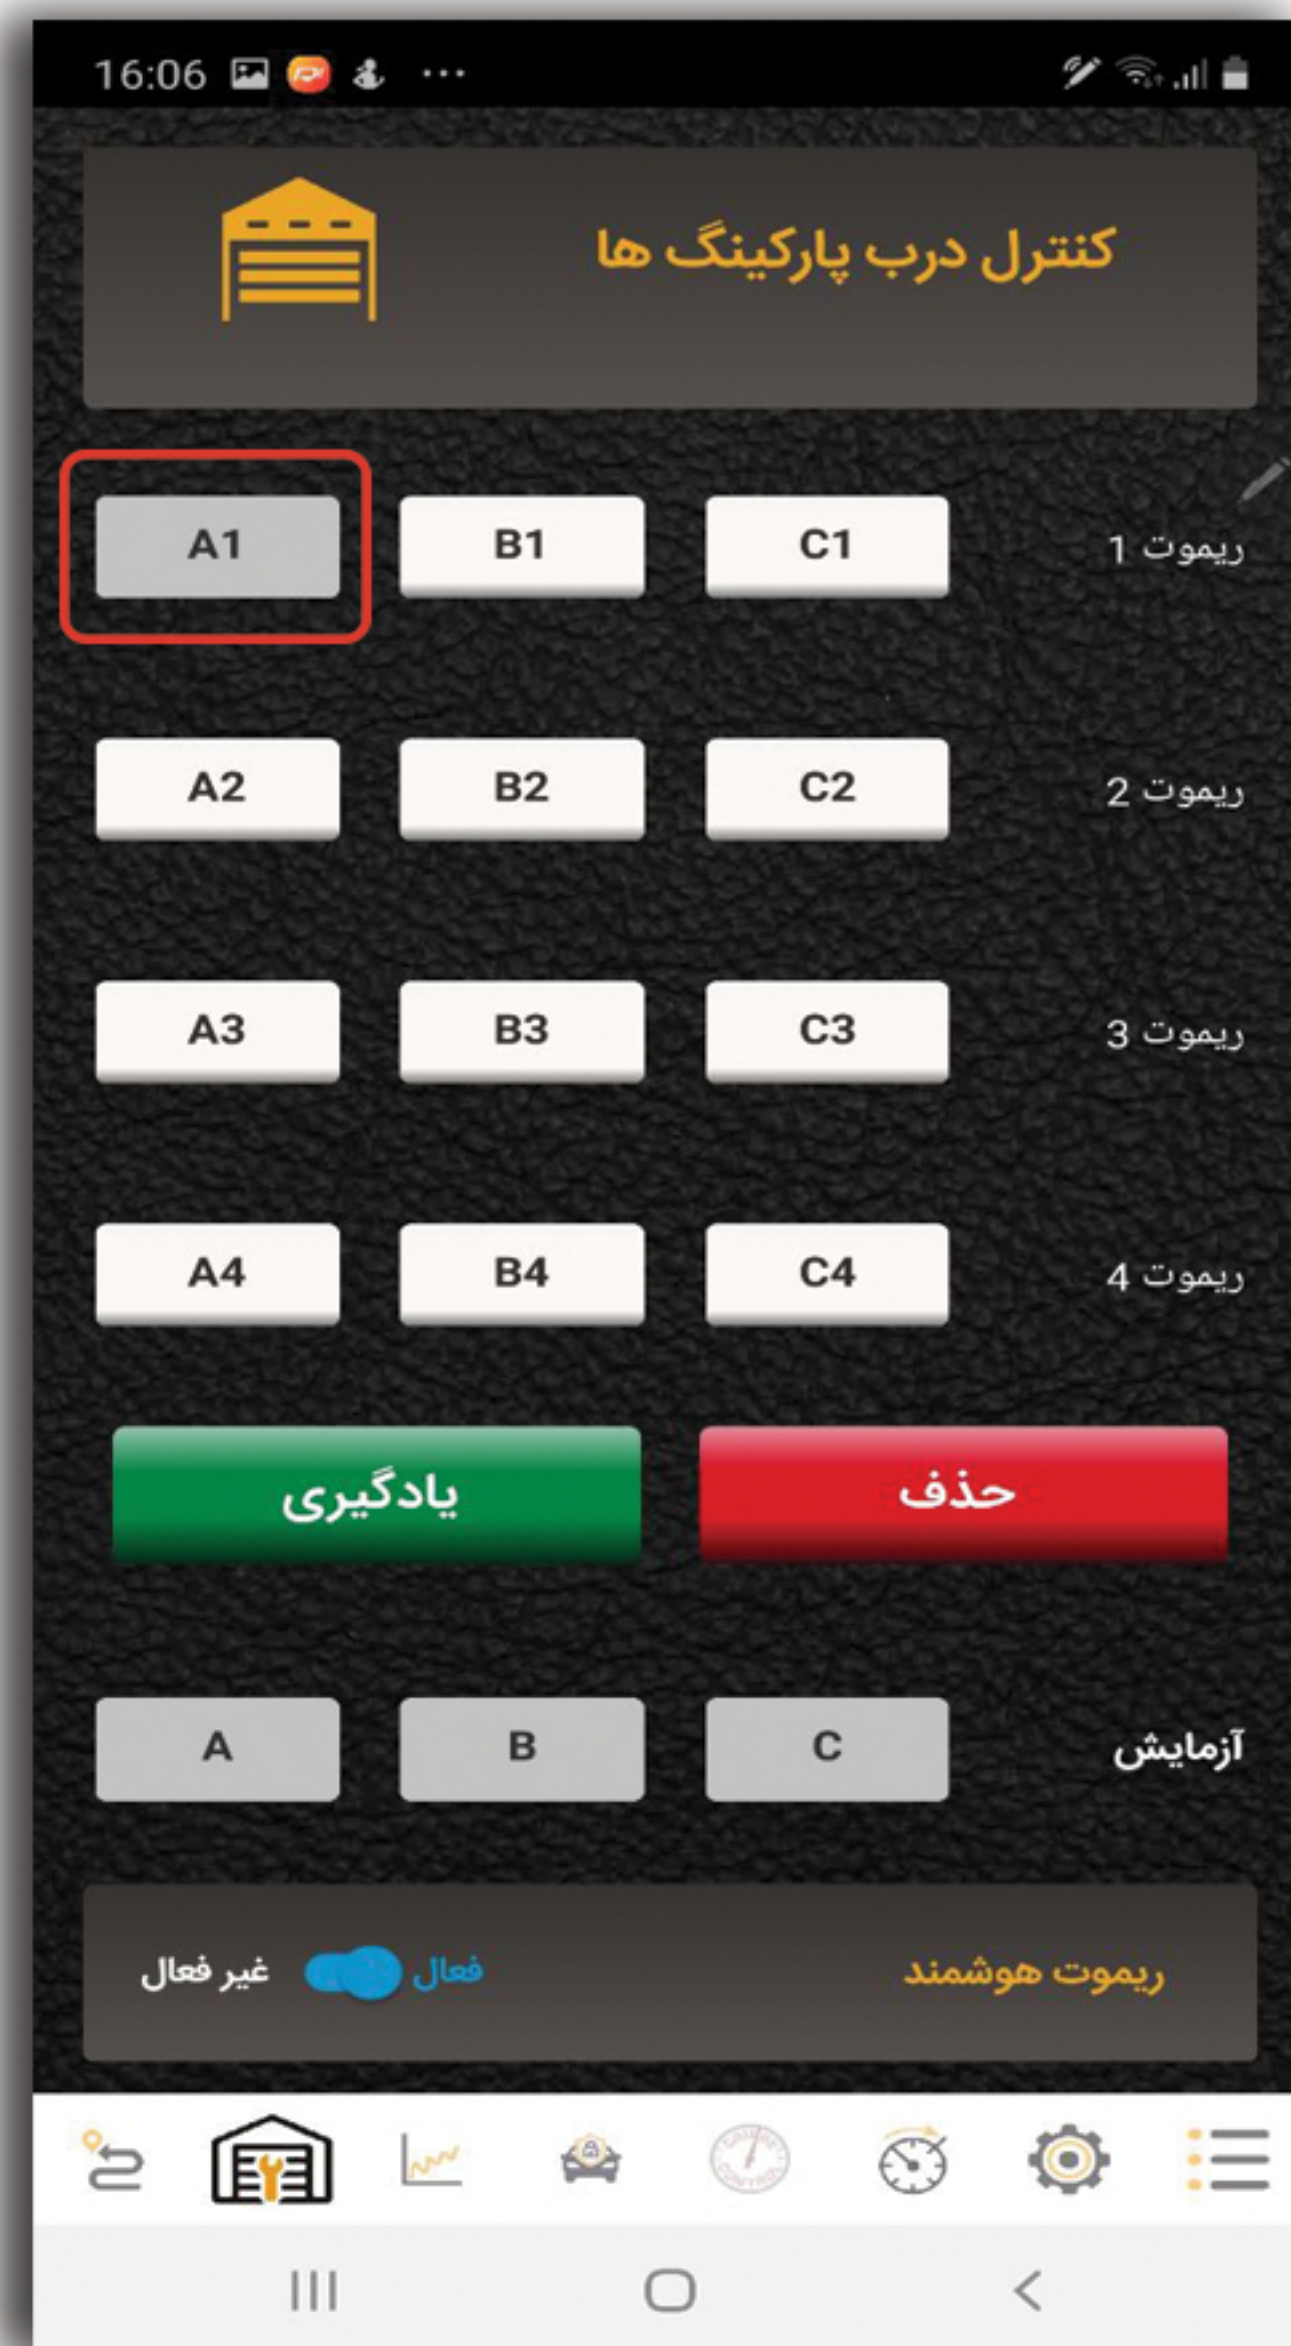 16:06
کنترل درب پارکینگ ها
A1 B1 C1 ریموت 1
A2 B2 C2 ریموت 2
A3 B3 C3 ریموت 3
A4 B4 C4 ریموت 4
یادگیری حذف
A B C آزمایش
ریموت هوشمند فعال غیر فعال